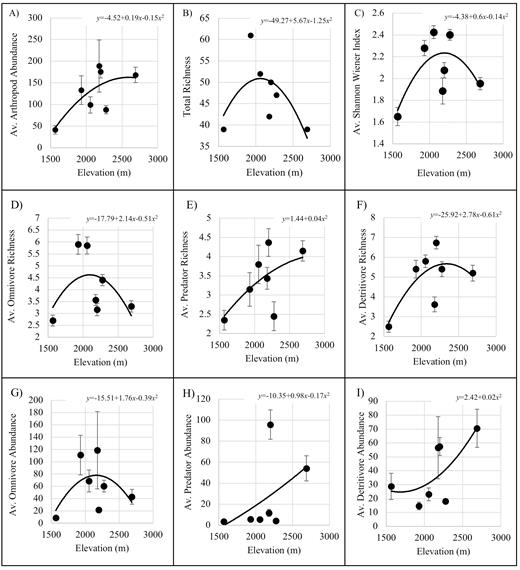 A)
y=-4.52+0.19x-0.15x²
Av. Arthropod Abundance
300
250
200
150
100
50
0
1500 2000 2500 3000
Elevation (m)
B)
y=-49.27+5.67x-1.25x²
Total Richness
65
60
55
50
45
40
35
1500 2000 2500 3000
Elevation (m)
C)
y=-4.38+0.6x-0.14x²
Av. Shannon Wiener Index
2.6
2.4
2.2
2
1.8
1.6
1.4
1500 2000 2500 3000
Elevation (m)
D)
y=-17.79+2.14x-0.51x²
Av. Omnivore Richness
7
6.5
6
5.5
5
4.5
4
3.5
3
2.5
2
1500 2000 2500 3000
Elevation (m)
E)
y=1.44+0.04x²
Av. Predator Richness
5
4.5
4
3.5
3
2.5
2
1500 2000 2500 3000
Elevation (m)
F)
y=-25.92+2.78x-0.61x²
Av. Detritivore Richness
8
7
6
5
4
3
2
1500 2000 2500 3000
Elevation (m)
G)
y=-15.51+1.76x-0.39x²
Av. Omnivore Abundance
200
180
160
140
120
100
80
60
40
20
0
1500 2000 2500 3000
Elevation (m)
H)
y=-10.35+0.98x-0.17x²
Av. Predator Abundance
120
100
80
60
40
20
0
1500 2000 2500 3000
Elevation (m)
I)
y=2.42+0.02x²
Av. Detritivore Abundance
90
80
70
60
50
40
30
20
10
0
1500 2000 2500 3000
Elevation (m)